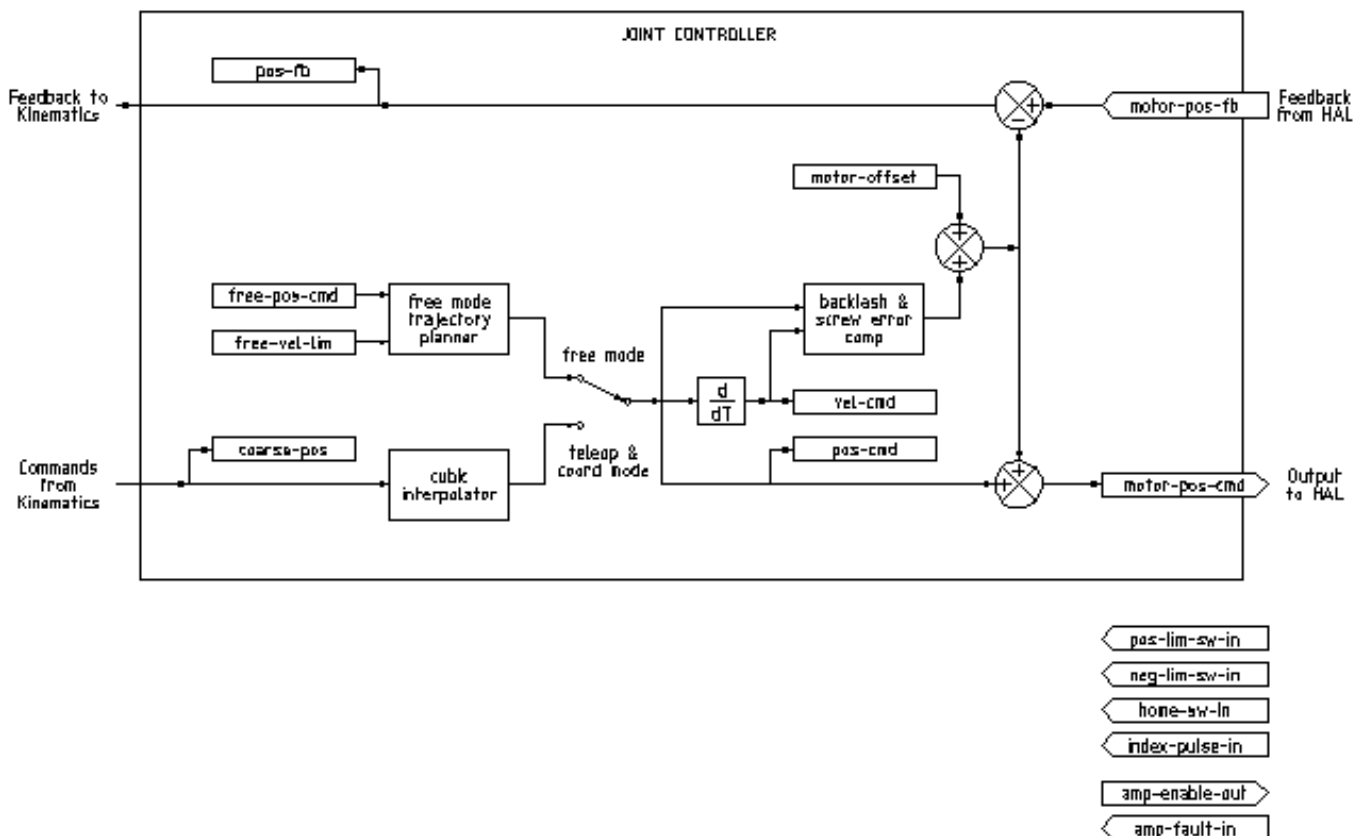 JOINT CONTROLLER
pos-fb
Feedback to
Kinematics
motor-pos-fb
Feedback
from HAL
motor-offset
+
-
+
+
free-pos-cmd
free-vel-lim
free mode
trajectory
planner
backlash &
screw error
comp
free mode
d
dT
vel-cmd
coarse-pos
teleop &
coord mode
pos-cmd
Commands
from
Kinematics
cubic
interpolator
+
+
motor-pos-cmd
Output
to HAL
pos-lim-sw-in
neg-lim-sw-in
home-sw-in
index-pulse-in
amp-enable-out
amp-fault-in